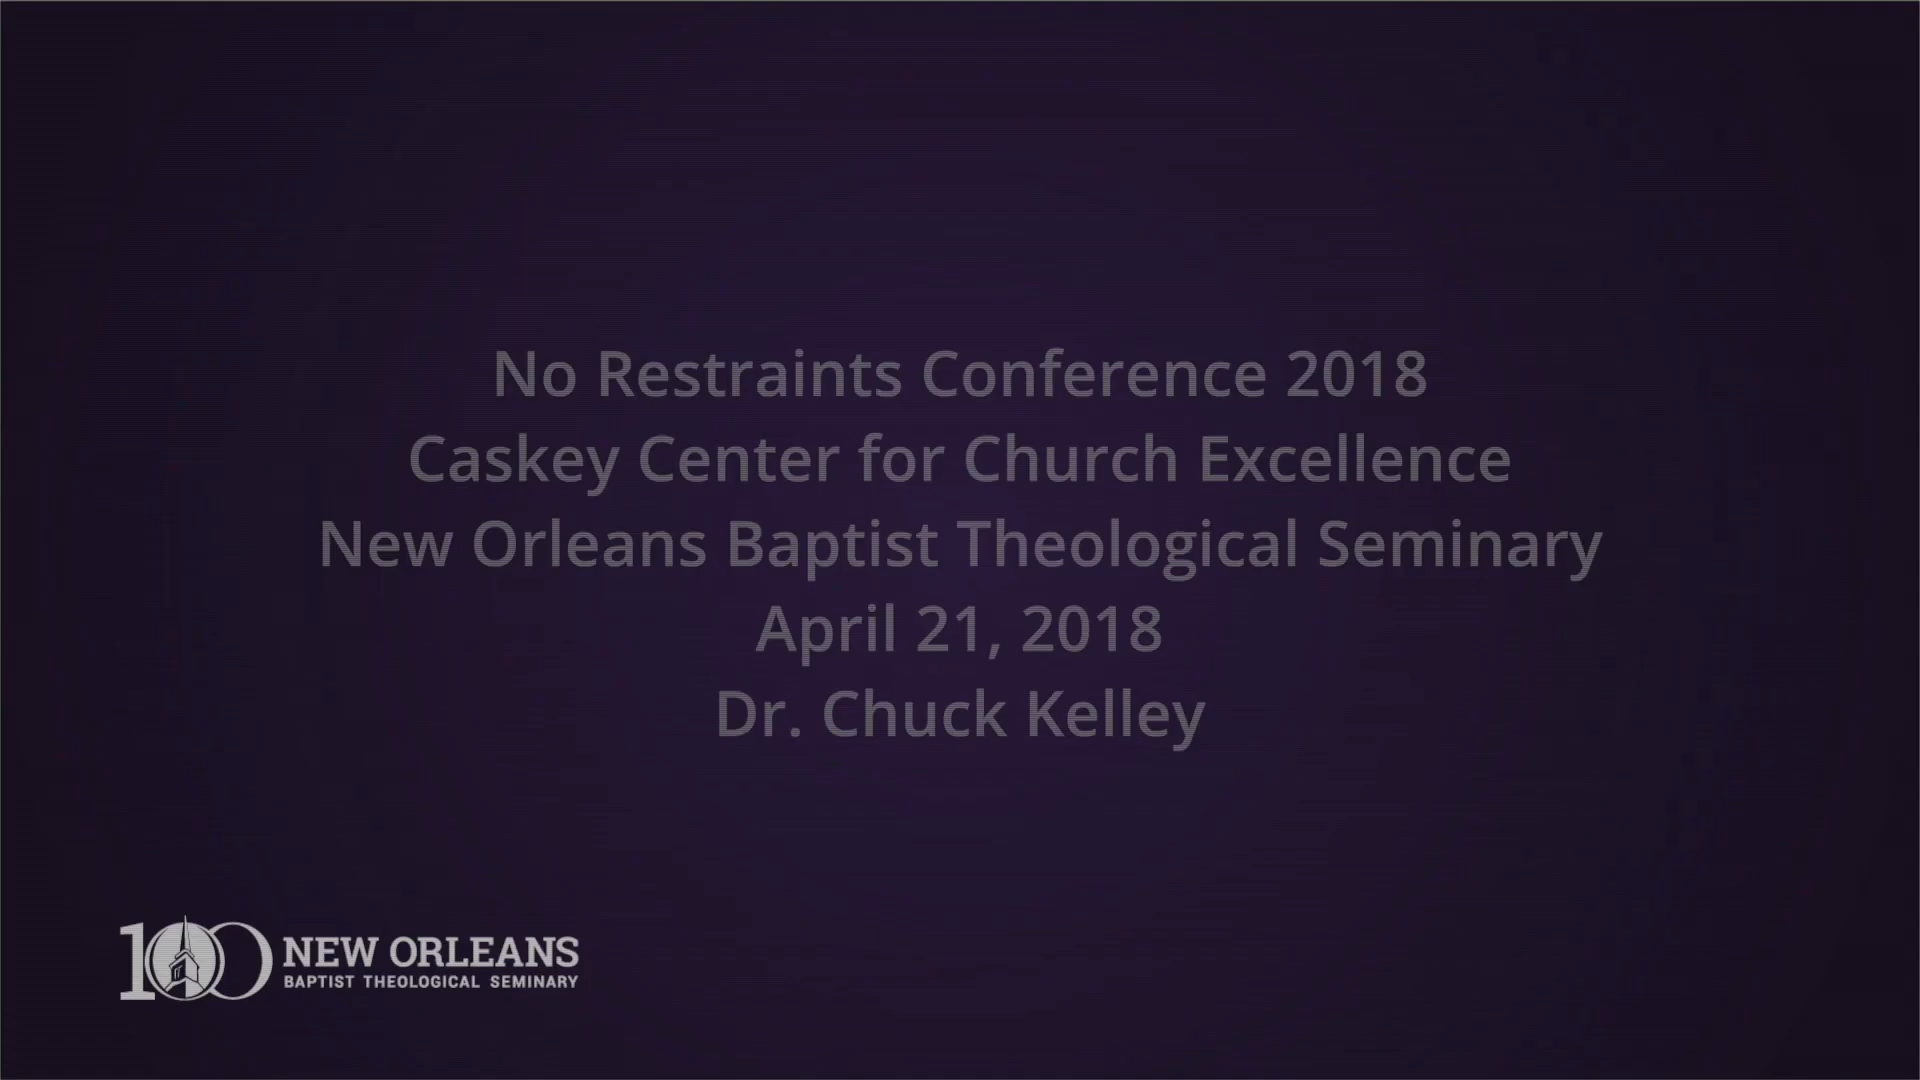 No Restraints Conference 2018
Caskey Center for Church Excellence
New Orleans Baptist Theological Seminary
April 21, 2018
Dr. Chuck Kelley
100 NEW ORLEANS
BAPTIST THEOLOGICAL SEMINARY